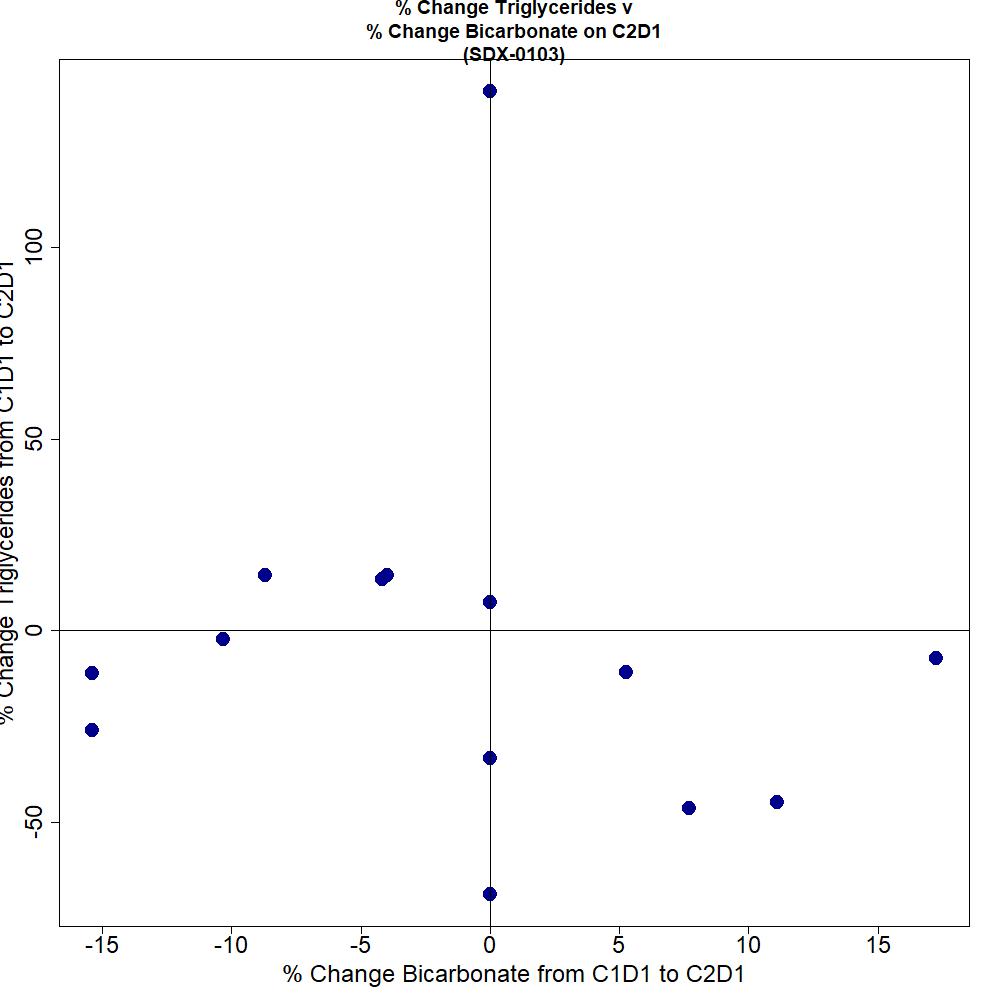 % Change Triglycerides v
% Change Bicarbonate on C2D1
(SDX-0103)
% Change Triglycerides from C1D1 to C2D1
100
50
0
-50
-15 -10 -5 0 5 10 15
% Change Bicarbonate from C1D1 to C2D1